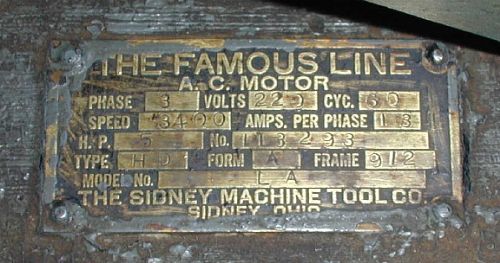 THE FAMOUS LINE
A.C. MOTOR
PHASE 3 VOLTS 220 CYC. 60
SPEED 3400 AMPS. PER PHASE 13
H.P. 5 No. 113293
TYPE HD FORM A FRAME 912
MODEL No. LA
THE SIDNEY MACHINE TOOL CO.
SIDNEY, OHIO